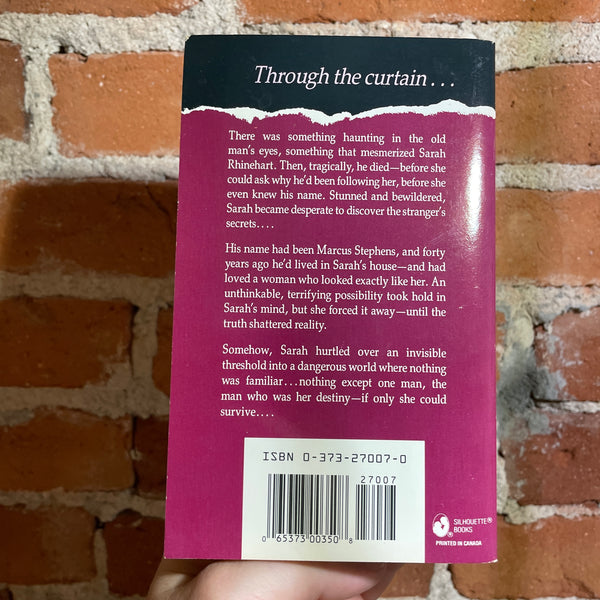 Through the curtain . . .
There was something haunting in the old
man's eyes, something that mesmerized Sarah
Rhinehart. Then, tragically, he died—before she
could ask why he'd been following her, before she
even knew his name. Stunned and bewildered,
Sarah became desperate to discover the stranger's
secrets. . . .
His name had been Marcus Stephens, and forty
years ago he'd lived in Sarah's house—and had
loved a woman who looked exactly like her. An
unthinkable, terrifying possibility took hold in
Sarah's mind, but she forced it away—until the
truth shattered reality.
Somehow, Sarah hurtled over an invisible
threshold into a dangerous world where nothing
was familiar. . .nothing except one man, the
man who was her destiny—if only she could
survive. . . .
ISBN 0-373-27007-0
27007
0 65373 00350 8
SILHOUETTE®
BOOKS
®
PRINTED IN CANADA